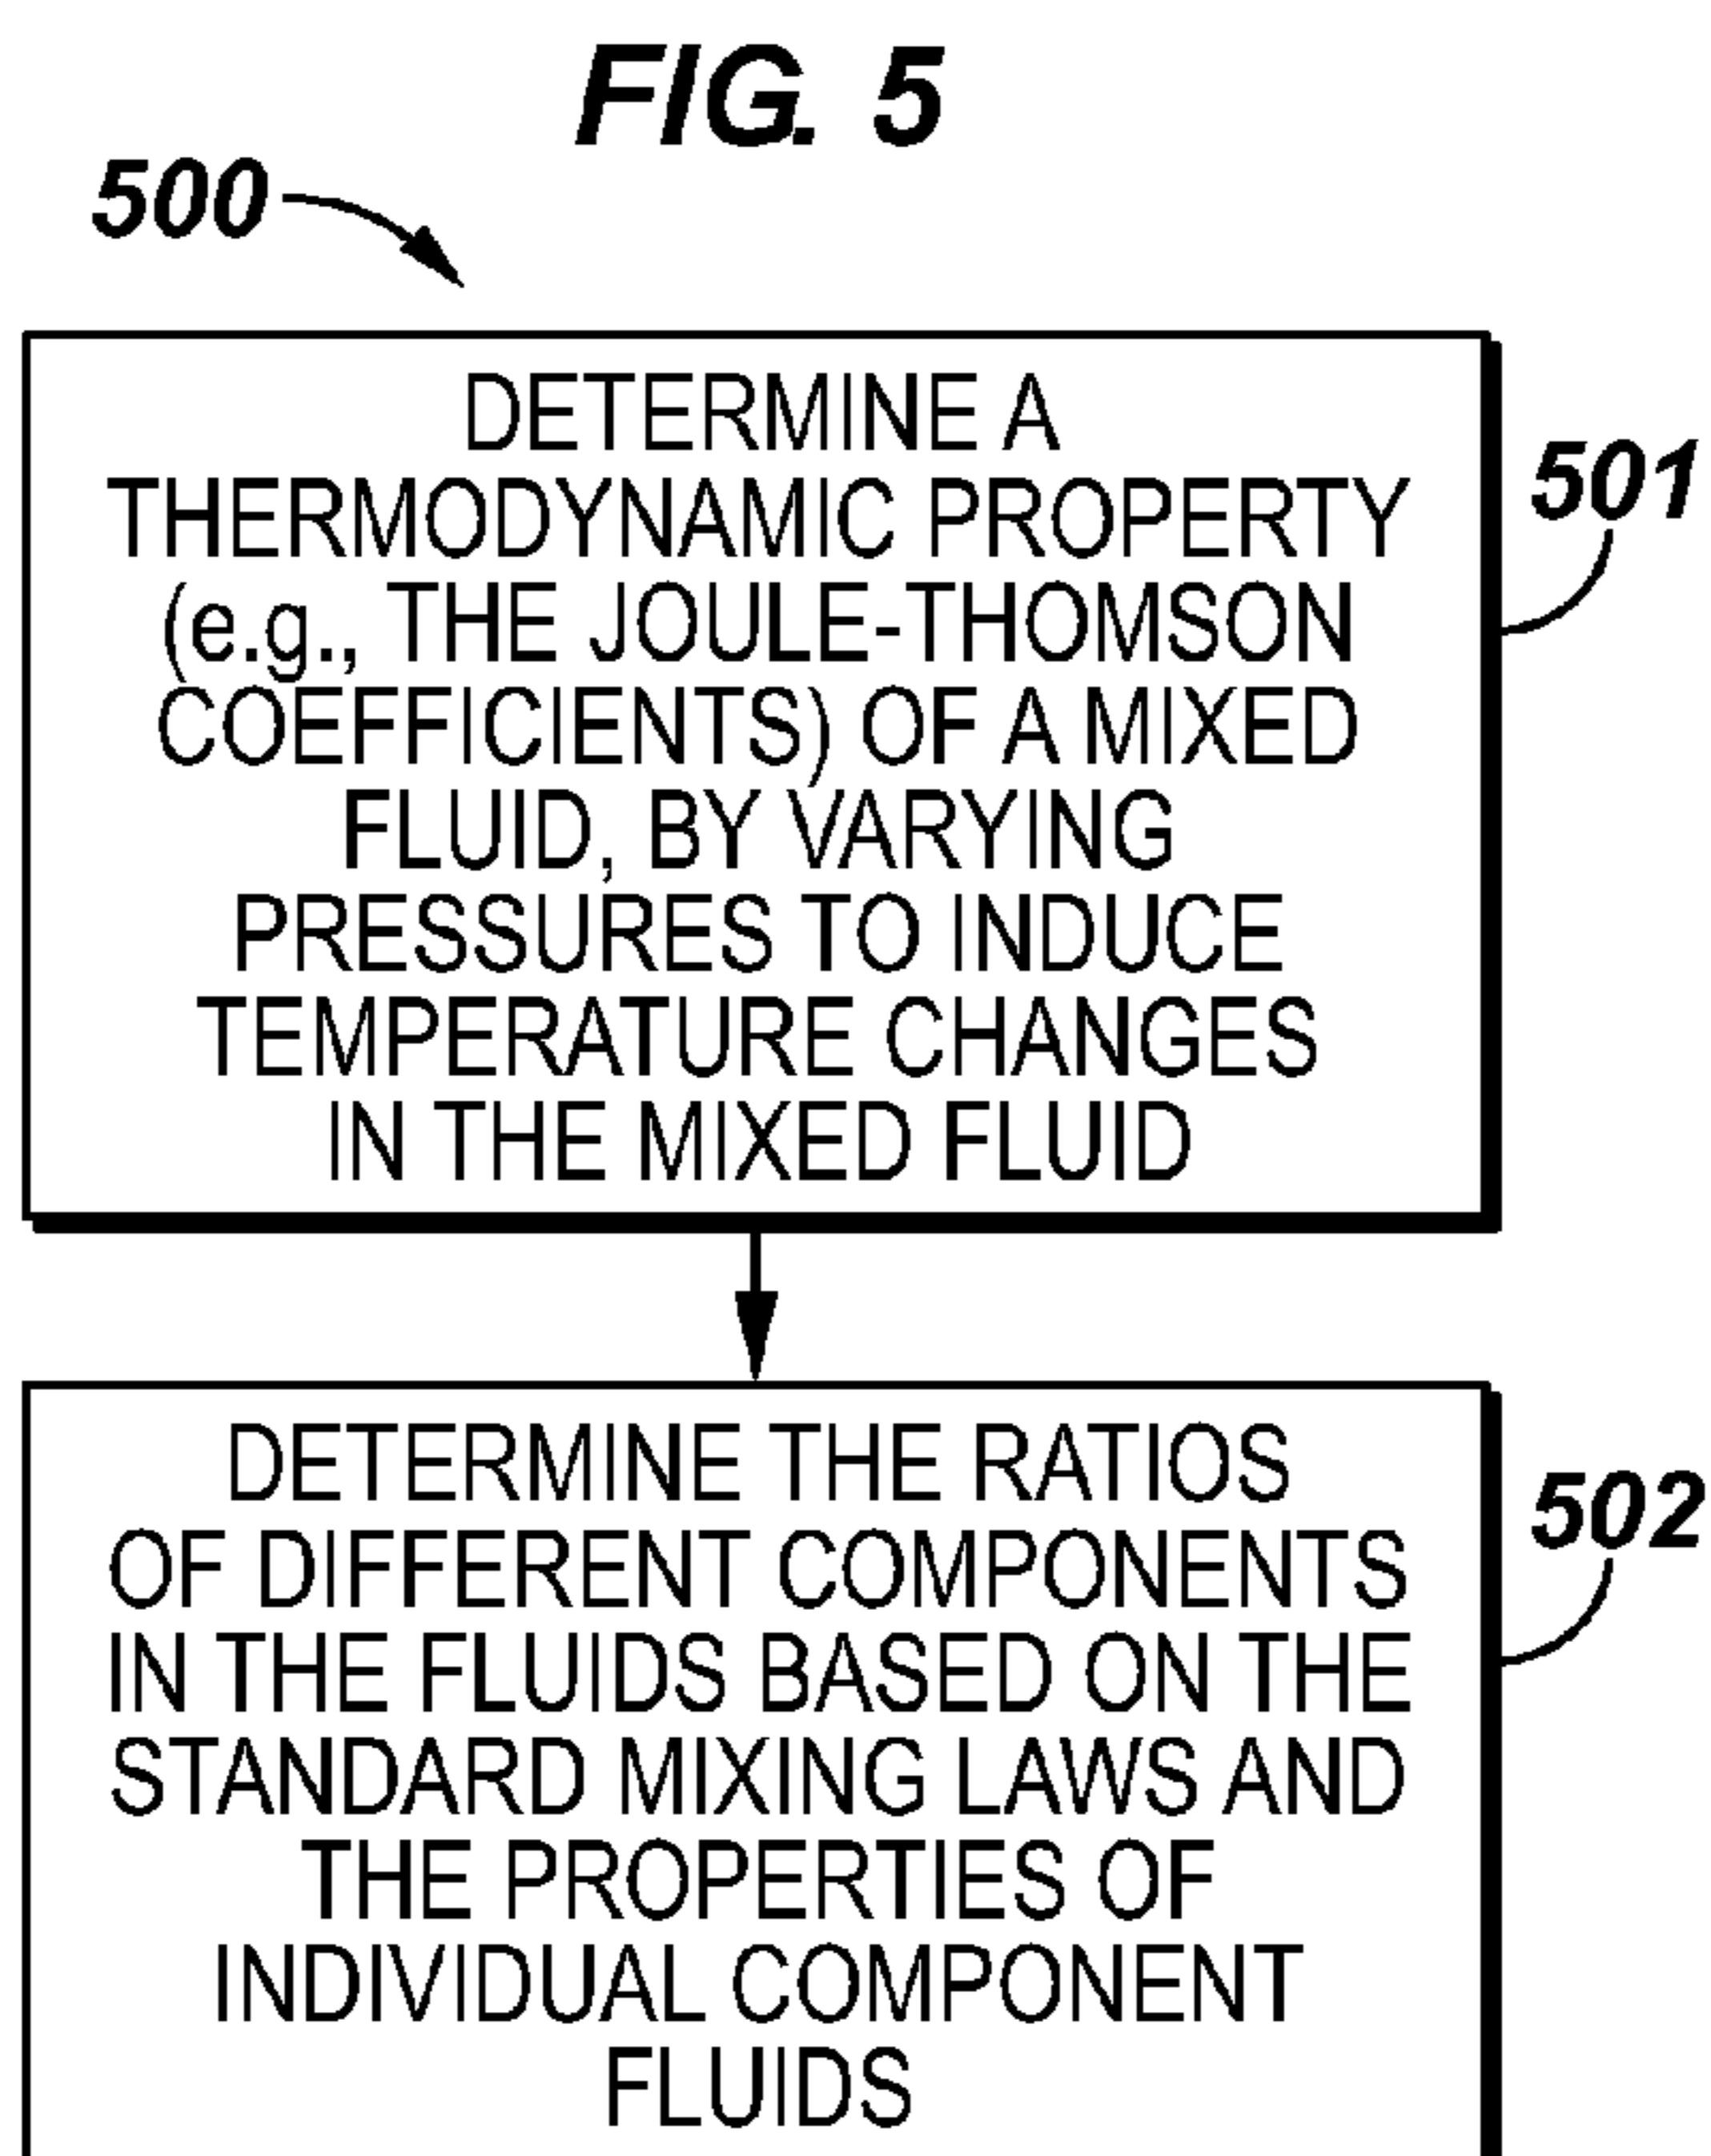 FIG. 5
500
DETERMINE A
THERMODYNAMIC PROPERTY
(e.g., THE JOULE-THOMSON
COEFFICIENTS) OF A MIXED
FLUID, BY VARYING
PRESSURES TO INDUCE
TEMPERATURE CHANGES
IN THE MIXED FLUID
501
DETERMINE THE RATIOS
OF DIFFERENT COMPONENTS
IN THE FLUIDS BASED ON THE
STANDARD MIXING LAWS AND
THE PROPERTIES OF
INDIVIDUAL COMPONENT
FLUIDS
502